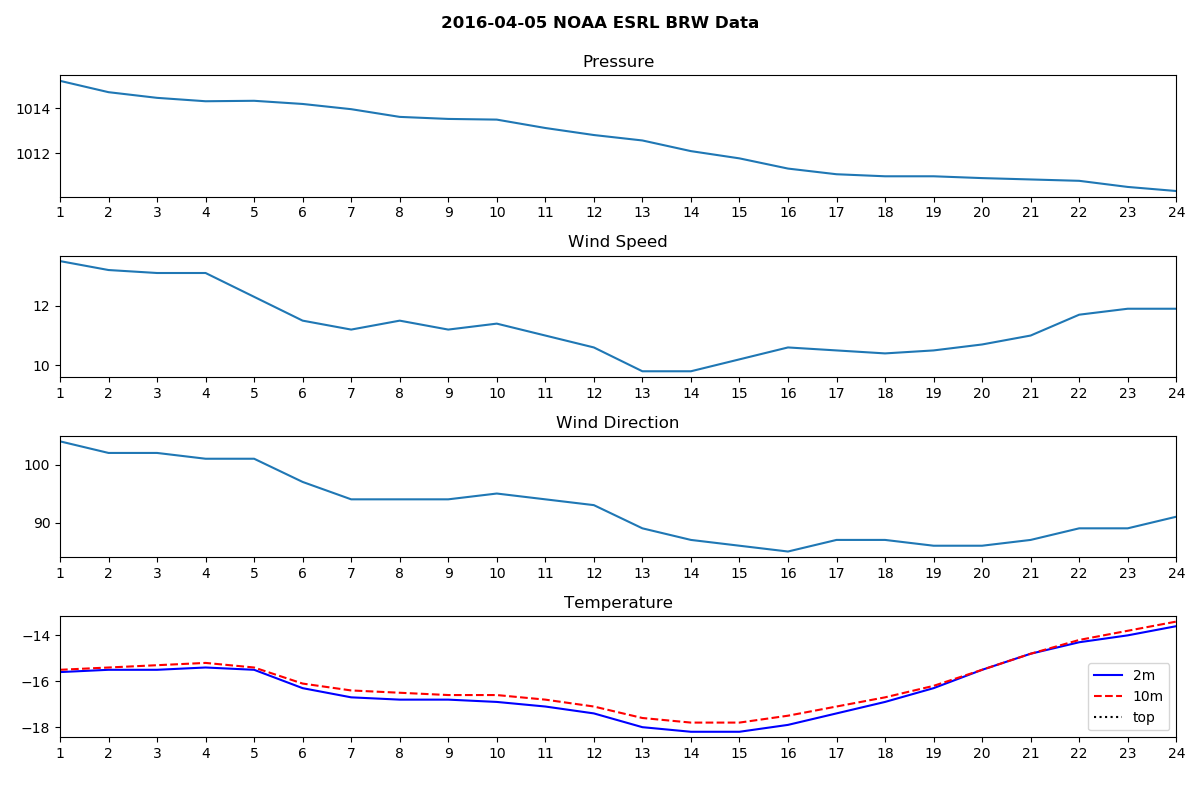 2016-04-05 NOAA ESRL BRW Data
Pressure
1014
1012
1 2 3 4 5 6 7 8 9 10 11 12 13 14 15 16 17 18 19 20 21 22 23 24
Wind Speed
12
10
1 2 3 4 5 6 7 8 9 10 11 12 13 14 15 16 17 18 19 20 21 22 23 24
Wind Direction
100
90
1 2 3 4 5 6 7 8 9 10 11 12 13 14 15 16 17 18 19 20 21 22 23 24
Temperature
−14
−16
−18
2m
10m
top
1 2 3 4 5 6 7 8 9 10 11 12 13 14 15 16 17 18 19 20 21 22 23 24